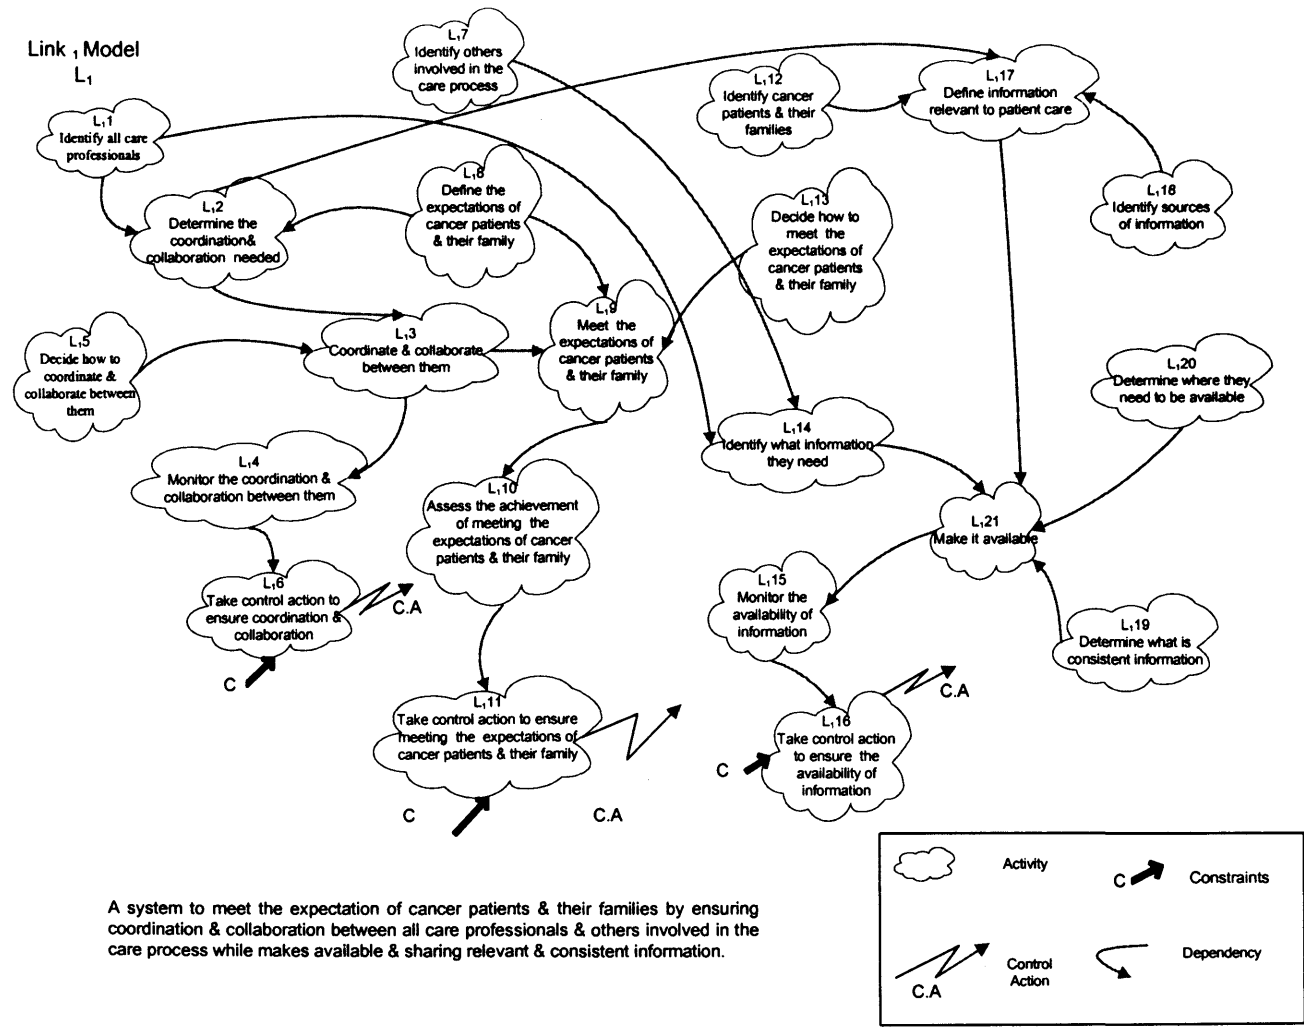 Link ₁ Model
L₁
L₁1
Identify all care
professionals
L₁7
Identify others
involved in the
care process
L₁12
Identify cancer
patients & their
families
L₁17
Define information
relevant to patient care
L₁2
Determine the
coordination&
collaboration needed
L₁8
Define the
expectations of
cancer patients
& their family
L₁13
Decide how to
meet the
expectations of
cancer patients
& their family
L₁18
Identify sources
of information
L₁5
Decide how to
coordinate &
collaborate between
them
L₁3
Coordinate & collaborate
between them
L₁9
Meet the
expectations of
cancer patients
& their family
L₁20
Determine where they
need to be available
L₁14
Identify what information
they need
L₁4
Monitor the coordination &
collaboration between them
L₁10
Assess the achievement
of meeting the
expectations of cancer
patients & their family
L₁21
Make it available
L₁6
Take control action to
ensure coordination &
collaboration
C.A
C
L₁15
Monitor the
availability of
information
L₁19
Determine what is
consistent information
L₁11
Take control action to ensure
meeting the expectations of
cancer patients & their family
C
C.A
L₁16
Take control action
to ensure the
availability of
information
C.A
C
Activity
C
Constraints
C.A
Control
Action
Dependency
A system to meet the expectation of cancer patients & their families by ensuring
coordination & collaboration between all care professionals & others involved in the
care process while makes available & sharing relevant & consistent information.